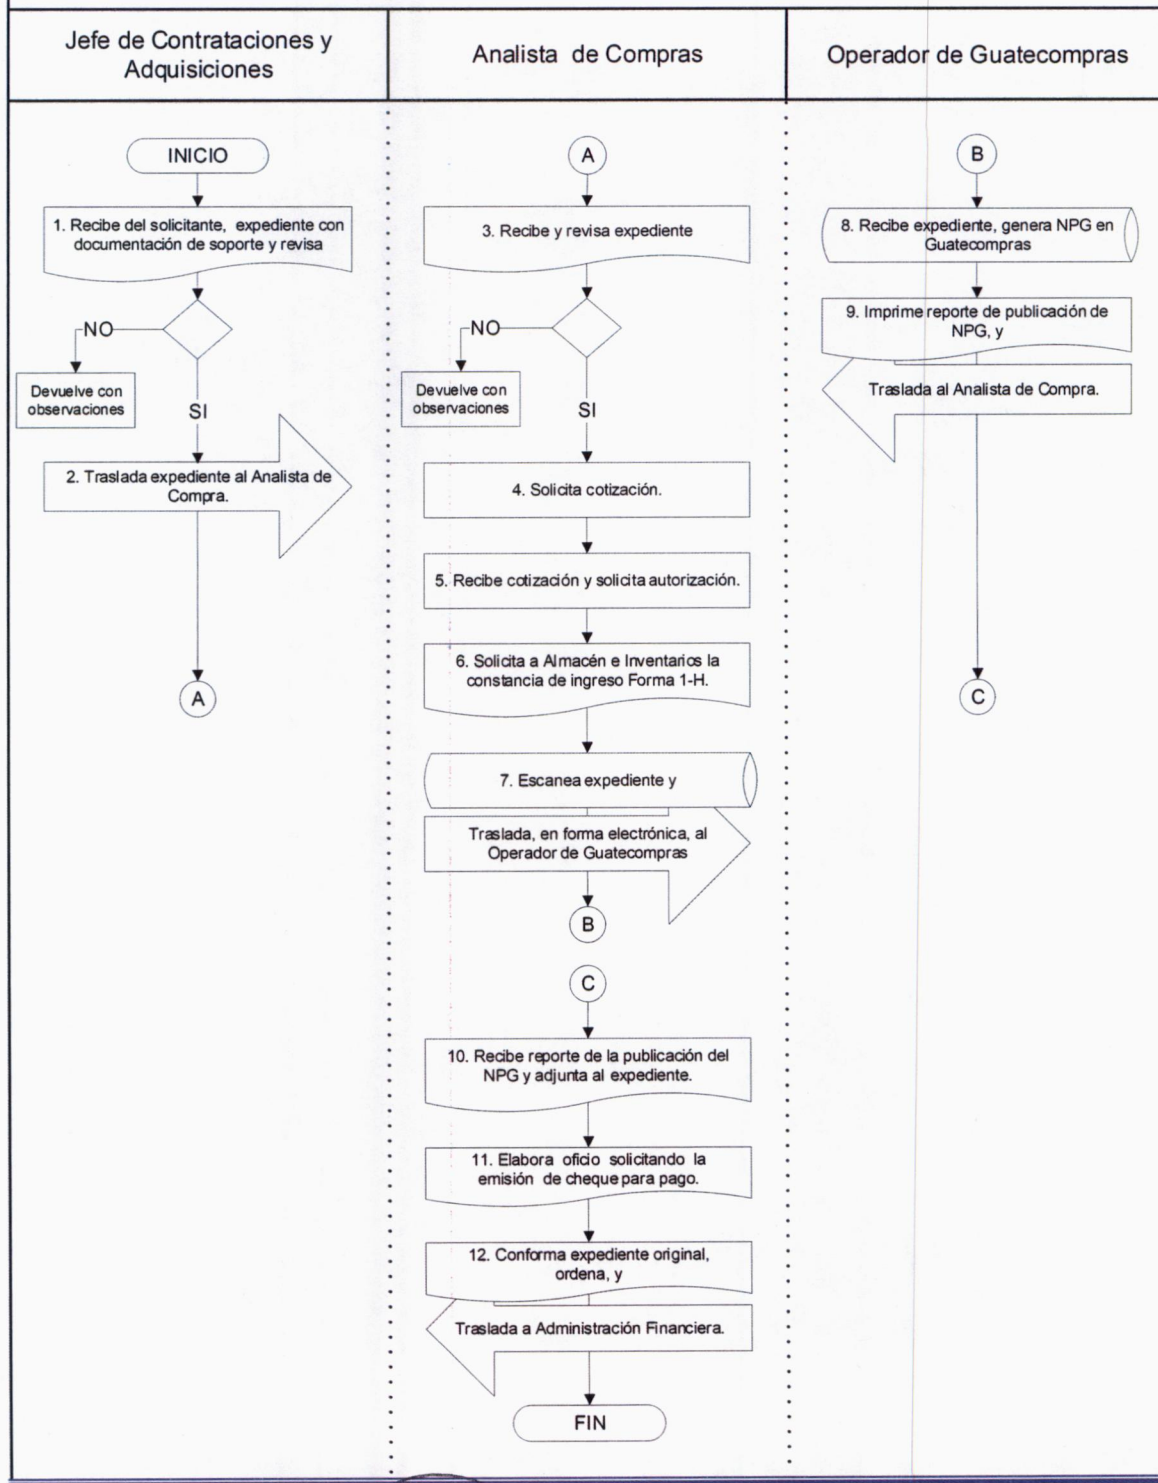 Jefe de Contrataciones y
Adquisiciones
Analista de Compras
Operador de Guatecompras
INICIO
1. Recibe del solicitante, expediente con
documentación de soporte y revisa
NO
Devuelve con
observaciones
SI
2. Traslada expediente al Analista de
Compra.
A
A
3. Recibe y revisa expediente
NO
Devuelve con
observaciones
SI
4. Solicita cotización.
5. Recibe cotización y solicita autorización.
6. Solicita a Almacén e Inventarios la
constancia de ingreso Forma 1-H.
7. Escanea expediente y
Traslada, en forma electrónica, al
Operador de Guatecompras
B
C
10. Recibe reporte de la publicación del
NPG y adjunta al expediente.
11. Elabora oficio solicitando la
emisión de cheque para pago.
12. Conforma expediente original,
ordena, y
Traslada a Administración Financiera.
FIN
B
8. Recibe expediente, genera NPG en
Guatecompras
9. Imprime reporte de publicación de
NPG, y
Traslada al Analista de Compra.
C